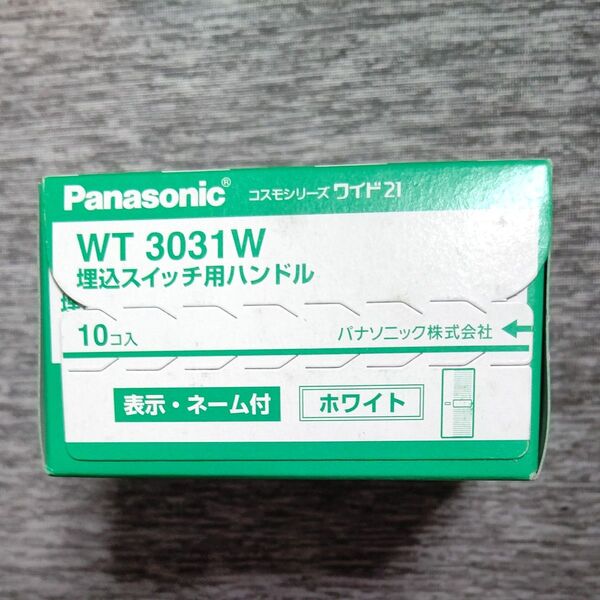 Panasonic® コスモシリーズ ワイド21
WT 3031W
埋込スイッチ用ハンドル
10コ入 パナソニック株式会社
表示・ネーム付 ホワイト